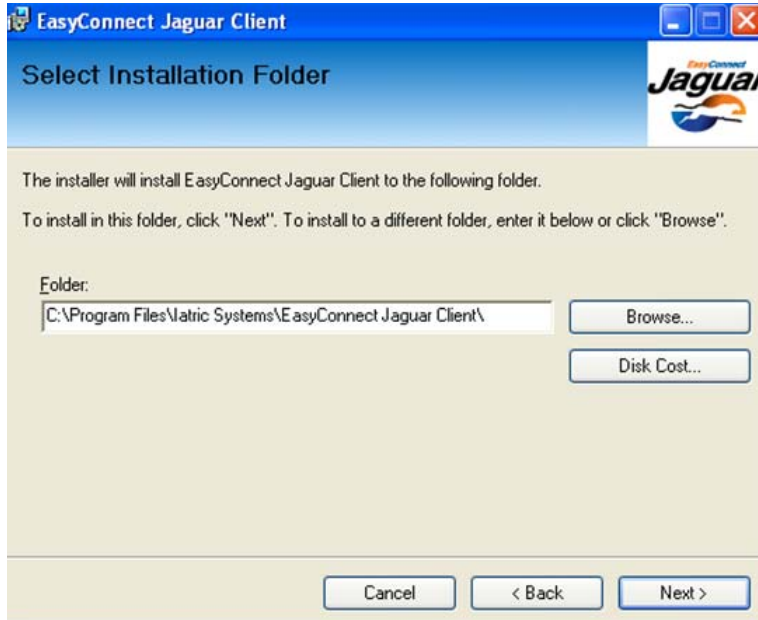 EasyConnect Jaguar Client
Select Installation Folder
EasyConnect
Jaguar
The installer will install EasyConnect Jaguar Client to the following folder.
To install in this folder, click "Next". To install to a different folder, enter it below or click "Browse".
Folder:
C:\Program Files\Iatric Systems\EasyConnect Jaguar Client\
Browse...
Disk Cost...
Cancel
< Back
Next >